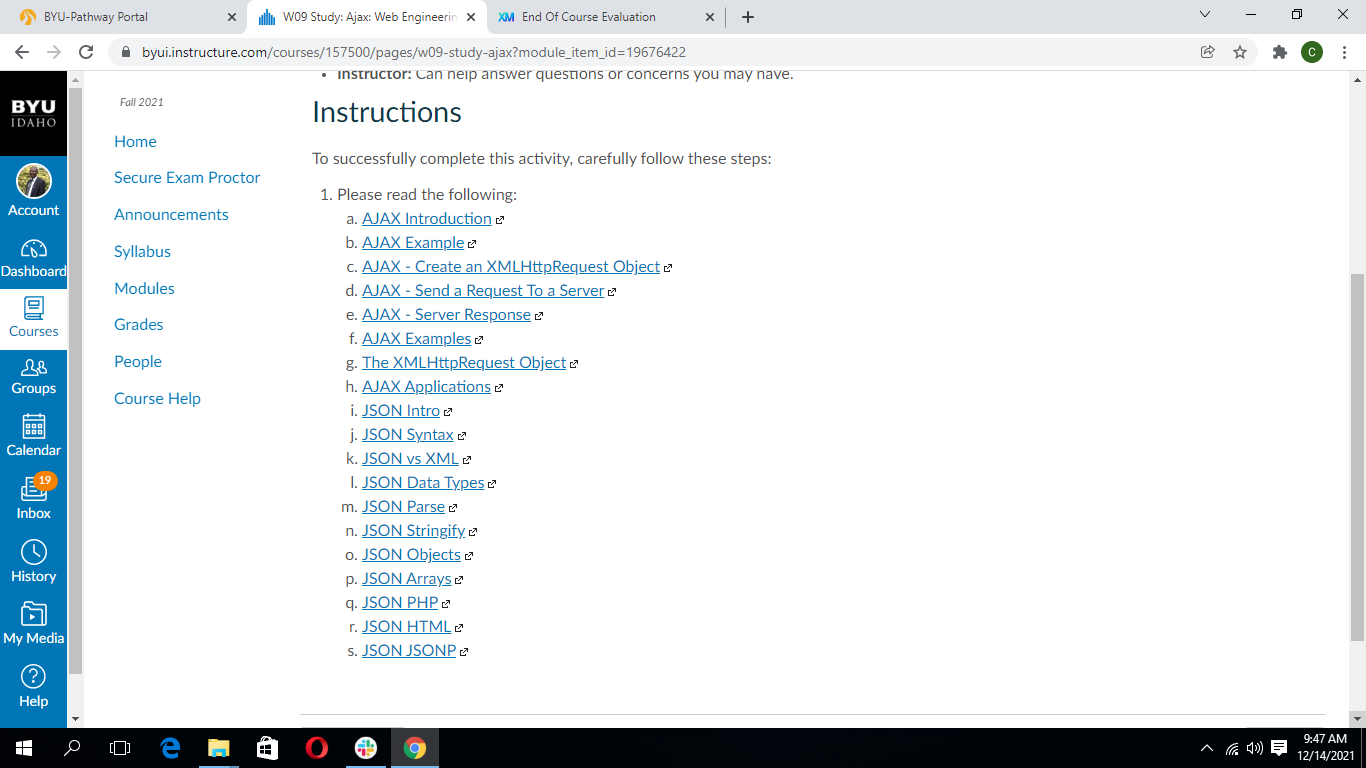 BYU-Pathway Portal
W09 Study: Ajax: Web Engineerin
XM End Of Course Evaluation
byui.instructure.com/courses/157500/pages/w09-study-ajax?module_item_id=19676422
C
BYU
IDAHO
Account
Dashboard
Courses
Groups
Calendar
19
Inbox
History
My Media
Help
Fall 2021
Home
Secure Exam Proctor
Announcements
Syllabus
Modules
Grades
People
Course Help
• Instructor: Can help answer questions or concerns you may have.
Instructions
To successfully complete this activity, carefully follow these steps:
1. Please read the following:
a. AJAX Introduction
b. AJAX Example
c. AJAX - Create an XMLHttpRequest Object
d. AJAX - Send a Request To a Server
e. AJAX - Server Response
f. AJAX Examples
g. The XMLHttpRequest Object
h. AJAX Applications
i. JSON Intro
j. JSON Syntax
k. JSON vs XML
l. JSON Data Types
m. JSON Parse
n. JSON Stringify
o. JSON Objects
p. JSON Arrays
q. JSON PHP
r. JSON HTML
s. JSON JSONP
9:47 AM
12/14/2021